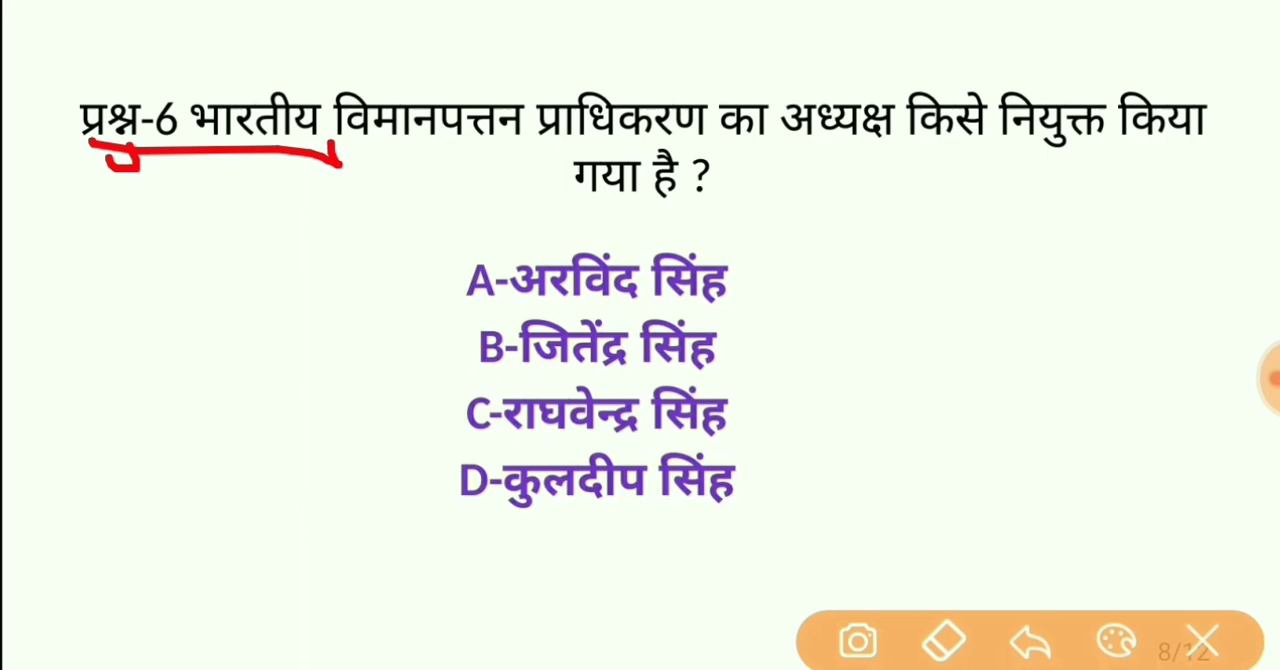 प्रश्न-6 भारतीय विमानपत्तन प्राधिकरण का अध्यक्ष किसे नियुक्त किया
गया है ?
A-अरविंद सिंह
B-जितेंद्र सिंह
C-राघवेन्द्र सिंह
D-कुलदीप सिंह
8/12